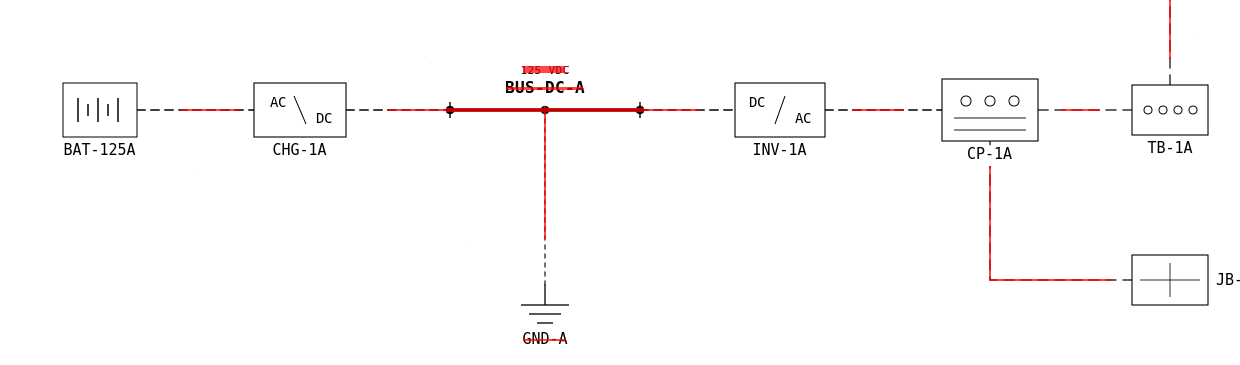 125 VDC
BUS-DC-A
AC
DC
DC
AC
BAT-125A
CHG-1A
INV-1A
CP-1A
TB-1A
JB-
GND-A